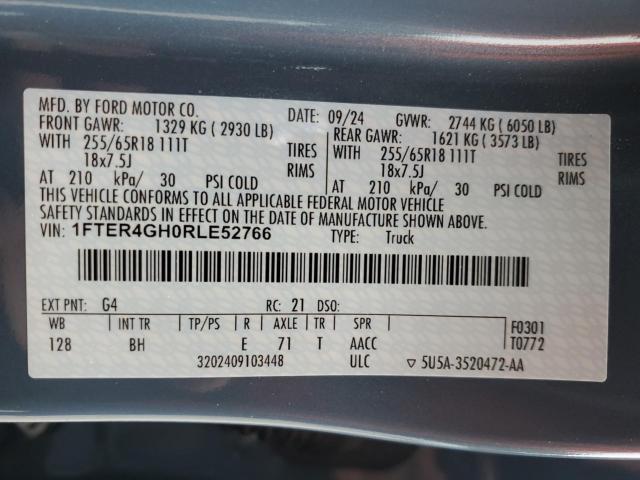 MFD. BY FORD MOTOR CO.
DATE: 09/24 GVWR: 2744 KG ( 6050 LB)
FRONT GAWR: 1329 KG ( 2930 LB)
REAR GAWR: 1621 KG ( 3573 LB)
WITH 255/65R18 111T TIRES
WITH 255/65R18 111T TIRES
18x7.5J RIMS
18x7.5J RIMS
AT 210 kPa/ 30 PSI COLD
AT 210 kPa/ 30 PSI COLD
THIS VEHICLE CONFORMS TO ALL APPLICABLE FEDERAL MOTOR VEHICLE
SAFETY STANDARDS IN EFFECT ON THE DATE OF MANUFACTURE SHOWN ABOVE.
VIN: 1FTER4GH0RLE52766 TYPE: Truck
EXT PNT: G4 RC: 21 DSO:
WB INT TR TP/PS R AXLE TR SPR F0301
128 BH E 71 T AACC T0772
3202409103448 ULC ▽ 5U5A-3520472-AA